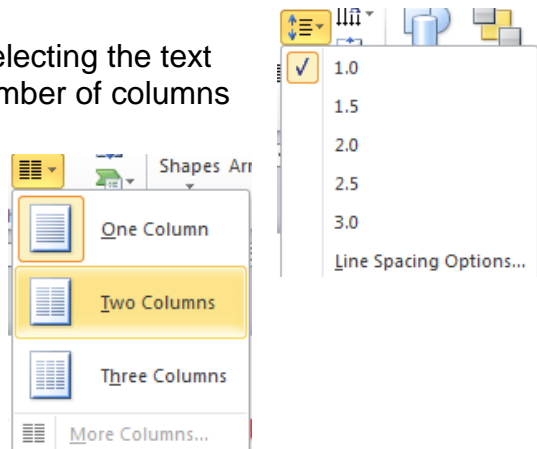 electing the text
mber of columns
1.0
1.5
2.0
2.5
3.0
Line Spacing Options...
Shapes Arr
One Column
Two Columns
Three Columns
More Columns...